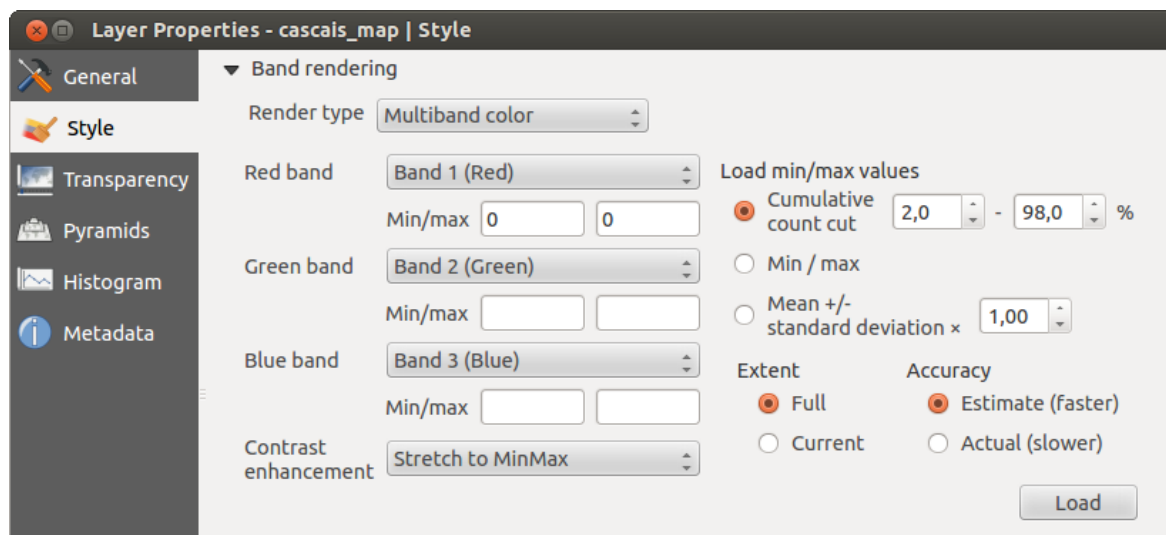 Layer Properties - cascais_map | Style
General
Style
Transparency
Pyramids
Histogram
Metadata
Band rendering
Render type Multiband color
Red band Band 1 (Red)
Min/max 0 0
Green band Band 2 (Green)
Min/max
Blue band Band 3 (Blue)
Min/max
Contrast
enhancement Stretch to MinMax
Load min/max values
Cumulative
count cut 2,0 - 98,0 %
Min / max
Mean +/-
standard deviation × 1,00
Extent Accuracy
Full Estimate (faster)
Current Actual (slower)
Load